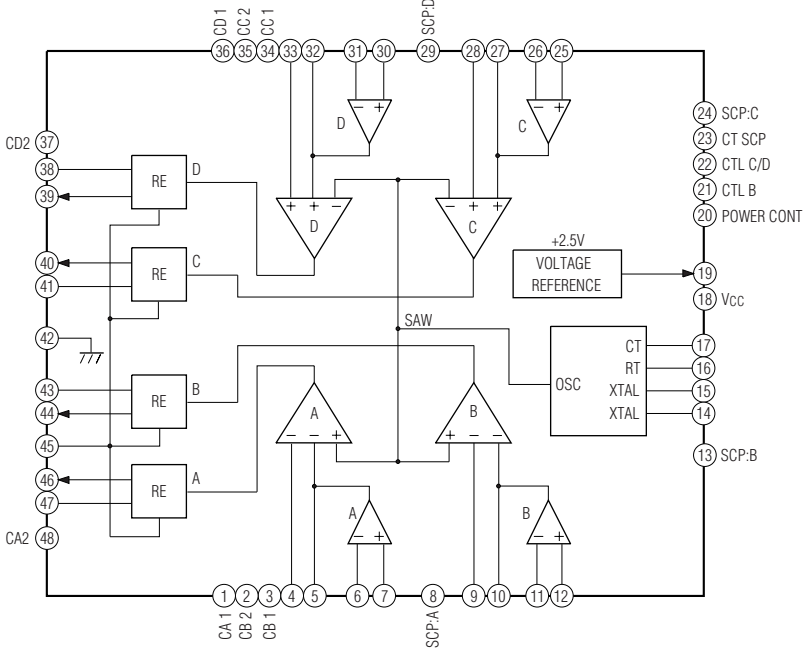 CD 1
CC 2
CC 1
SCP:D
36 35 34 33 32 31 30 29 28 27 26 25
− + − +
D C
24 SCP:C
CD2 37
23 CT SCP
38 RE D
22 CTL C/D
39
21 CTL B
+ + − − + +
20 POWER CONT
D C
+2.5V
40 RE C
VOLTAGE
REFERENCE
19
41
18 VCC
42
SAW
CT 17
RT 16
OSC
XTAL 15
XTAL 14
43 RE B
44
A B
− − + + − −
45
13 SCP:B
46 RE A
47
A B
− + − +
CA2 48
1 2 3 4 5 6 7 8 9 10 11 12
CA 1
CB 2
CB 1
SCP:A